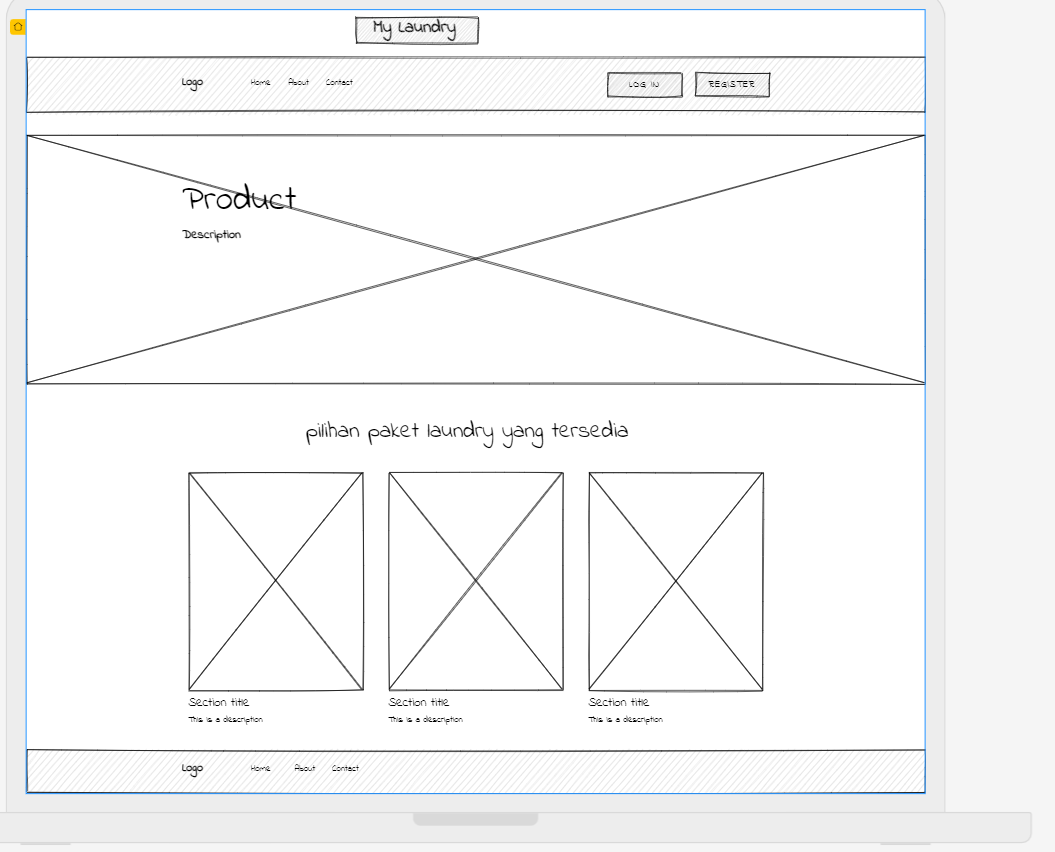 My Laundry
Logo Home About Contact LOG IN REGISTER
Product
Description
pilihan paket laundry yang tersedia
Section title Section title Section title
This is a description This is a description This is a description
Logo Home About Contact